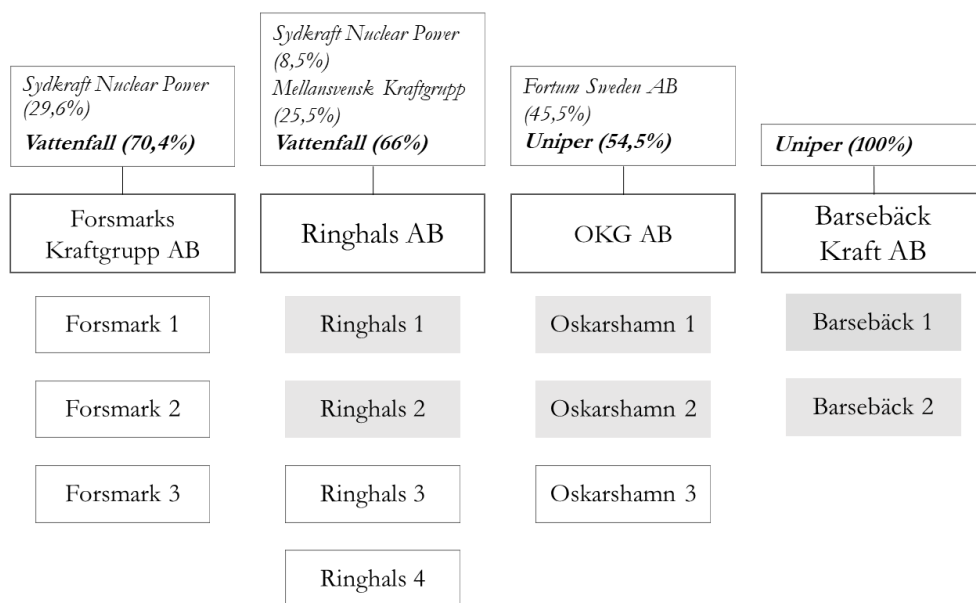 Sydkraft Nuclear Power
(29,6%)
Vattenfall (70,4%)
Sydkraft Nuclear Power
(8,5%)
Mellansvensk Kraftgrupp
(25,5%)
Vattenfall (66%)
Fortum Sweden AB
(45,5%)
Uniper (54,5%)
Uniper (100%)
Forsmarks
Kraftgrupp AB
Ringhals AB
OKG AB
Barsebäck
Kraft AB
Forsmark 1
Ringhals 1
Oskarshamn 1
Barsebäck 1
Forsmark 2
Ringhals 2
Oskarshamn 2
Barsebäck 2
Forsmark 3
Ringhals 3
Oskarshamn 3
Ringhals 4